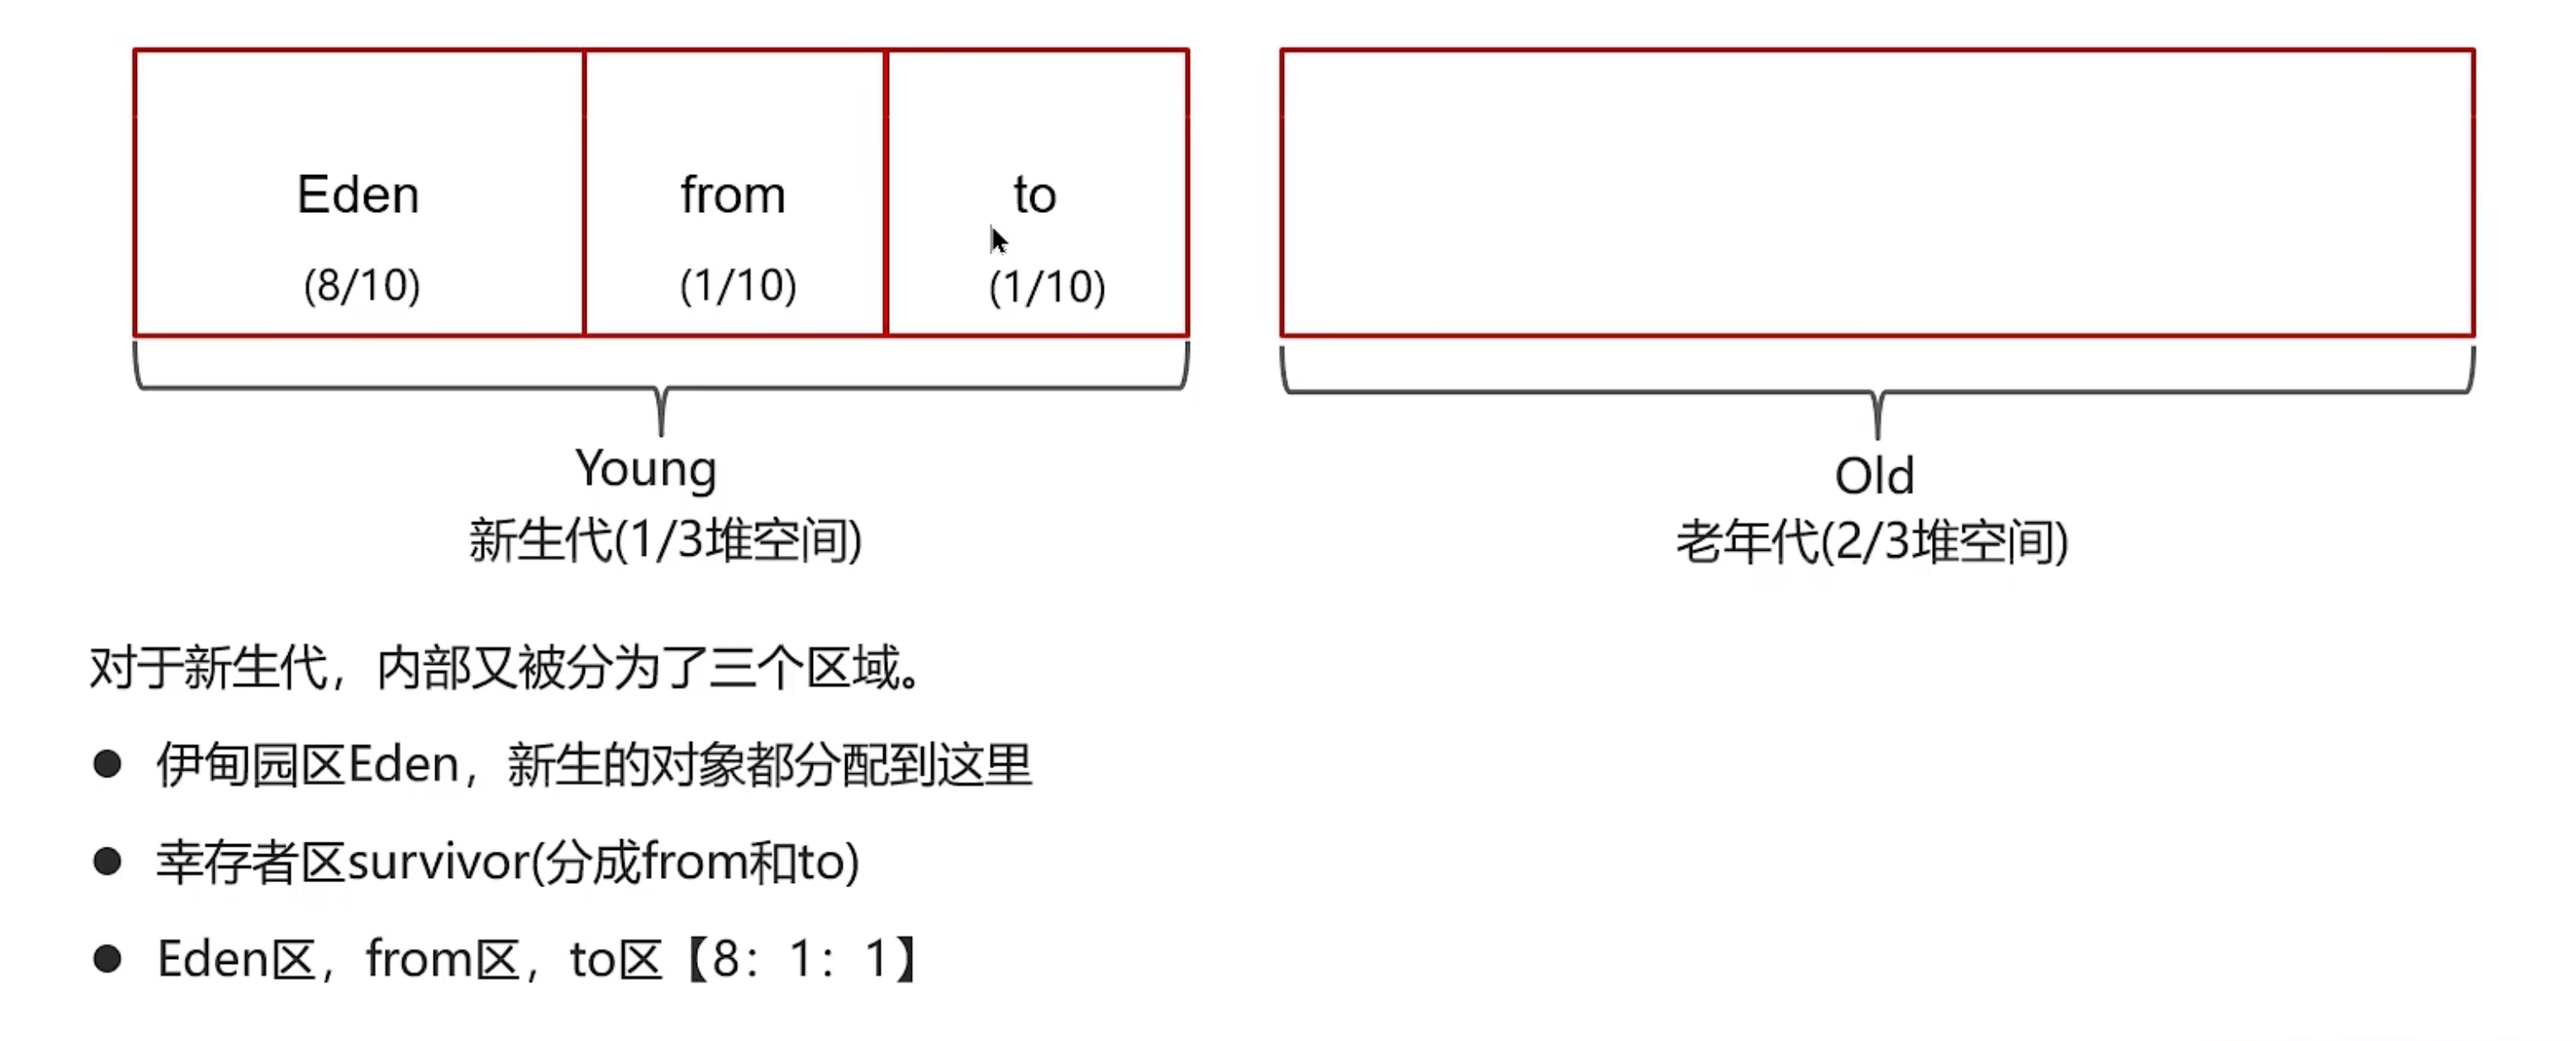 Eden from to
(8/10) (1/10) (1/10)
Young
新生代(1/3堆空间)
Old
老年代(2/3堆空间)
对于新生代，内部又被分为了三个区域。
● 伊甸园区Eden，新生的对象都分配到这里
● 幸存者区survivor(分成from和to)
● Eden区，from区，to区【8：1：1】